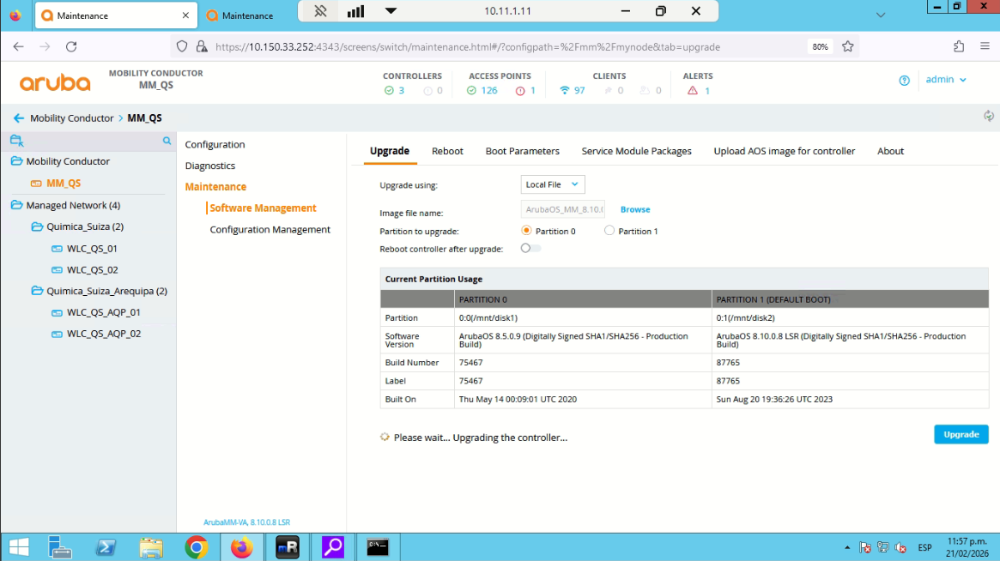 Maintenance
Maintenance
10.11.1.11
https://10.150.33.252:4343/screens/switch/maintenance.html#/?configpath=%2Fmm%2Fmynode&tab=upgrade
80%
aruba
MOBILITY CONDUCTOR
MM_QS
CONTROLLERS
3
0
ACCESS POINTS
126
1
CLIENTS
97
0
0
ALERTS
1
admin
Mobility Conductor > MM_QS
Mobility Conductor
MM_QS
Managed Network (4)
Quimica_Suiza (2)
WLC_QS_01
WLC_QS_02
Quimica_Suiza_Arequipa (2)
WLC_QS_AQP_01
WLC_QS_AQP_02
Configuration
Diagnostics
Maintenance
Software Management
Configuration Management
ArubaMM-VA, 8.10.0.8 LSR
Upgrade
Reboot
Boot Parameters
Service Module Packages
Upload AOS image for controller
About
Upgrade using:
Local File
Image file name:
ArubaOS_MM_8.10.(
Browse
Partition to upgrade:
Partition 0
Partition 1
Reboot controller after upgrade:
Current Partition Usage
PARTITION 0
PARTITION 1 (DEFAULT BOOT)
Partition
0:0(/mnt/disk1)
0:1(/mnt/disk2)
Software
Version
ArubaOS 8.5.0.9 (Digitally Signed SHA1/SHA256 - Production
Build)
ArubaOS 8.10.0.8 LSR (Digitally Signed SHA1/SHA256 - Production
Build)
Build Number
75467
87765
Label
75467
87765
Built On
Thu May 14 00:09:01 UTC 2020
Sun Aug 20 19:36:26 UTC 2023
Please wait... Upgrading the controller...
Upgrade
ESP
11:57 p.m.
21/02/2026